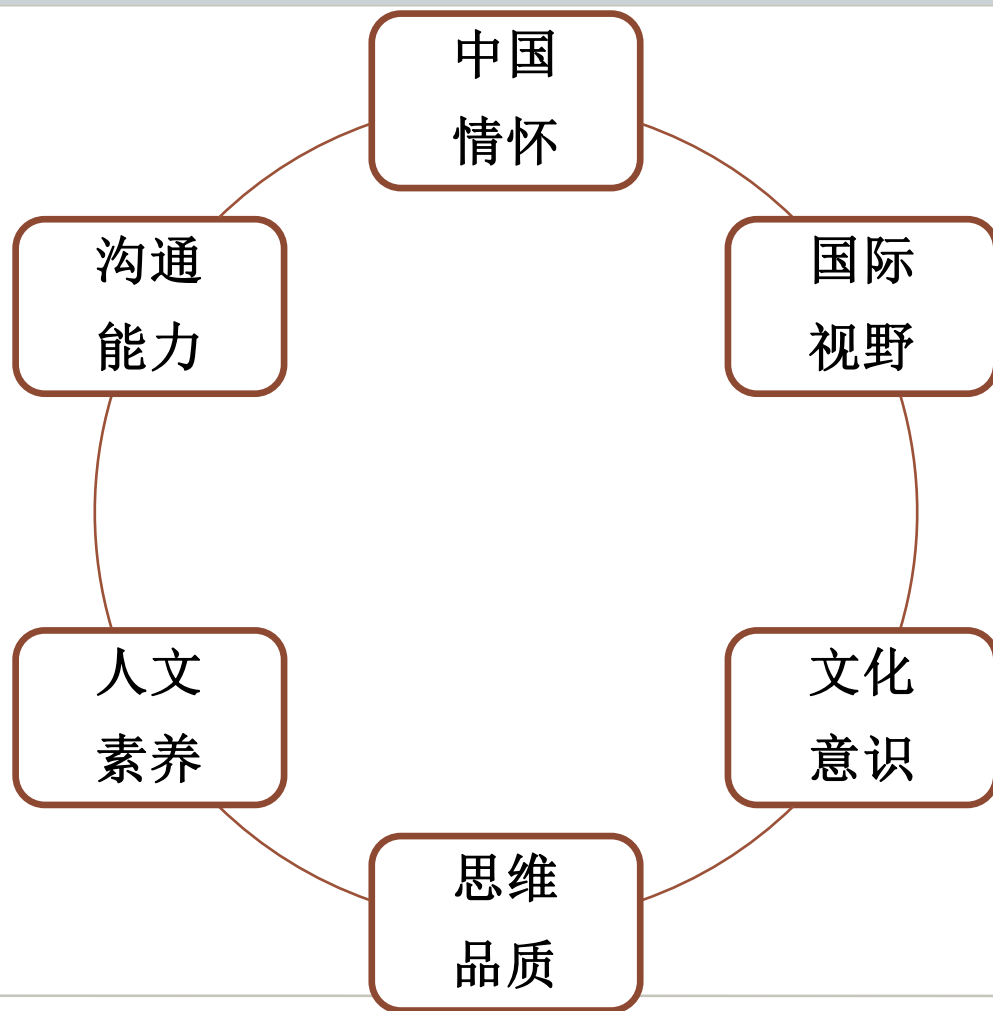 中国
情怀
国际
视野
文化
意识
思维
品质
人文
素养
沟通
能力